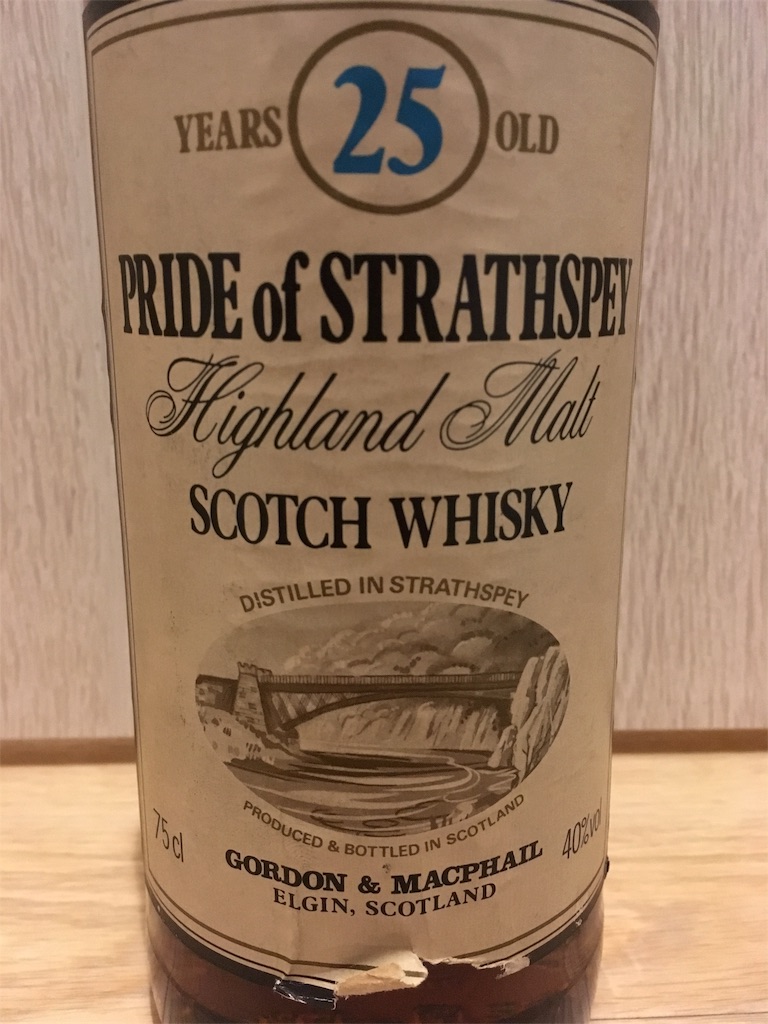 YEARS 25 OLD
PRIDE of STRATHSPEY
Highland Malt
SCOTCH WHISKY
DISTILLED IN STRATHSPEY
PRODUCED & BOTTLED IN SCOTLAND
75cl
40%vol
GORDON & MACPHAIL
ELGIN, SCOTLAND